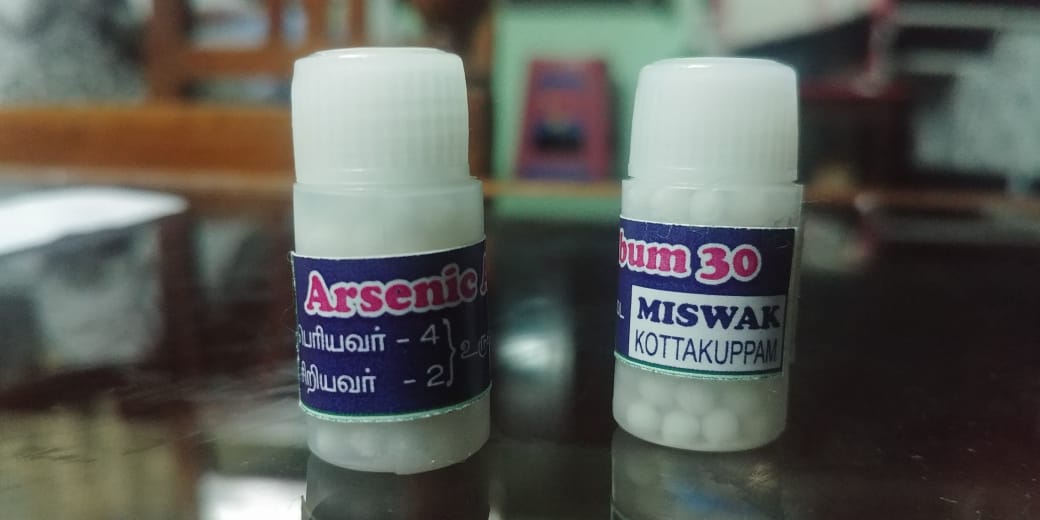 Arsenic
பெரியவர் - 4
சிறியவர் - 2
bum 30
MISWAK
KOTTAKUPPAM